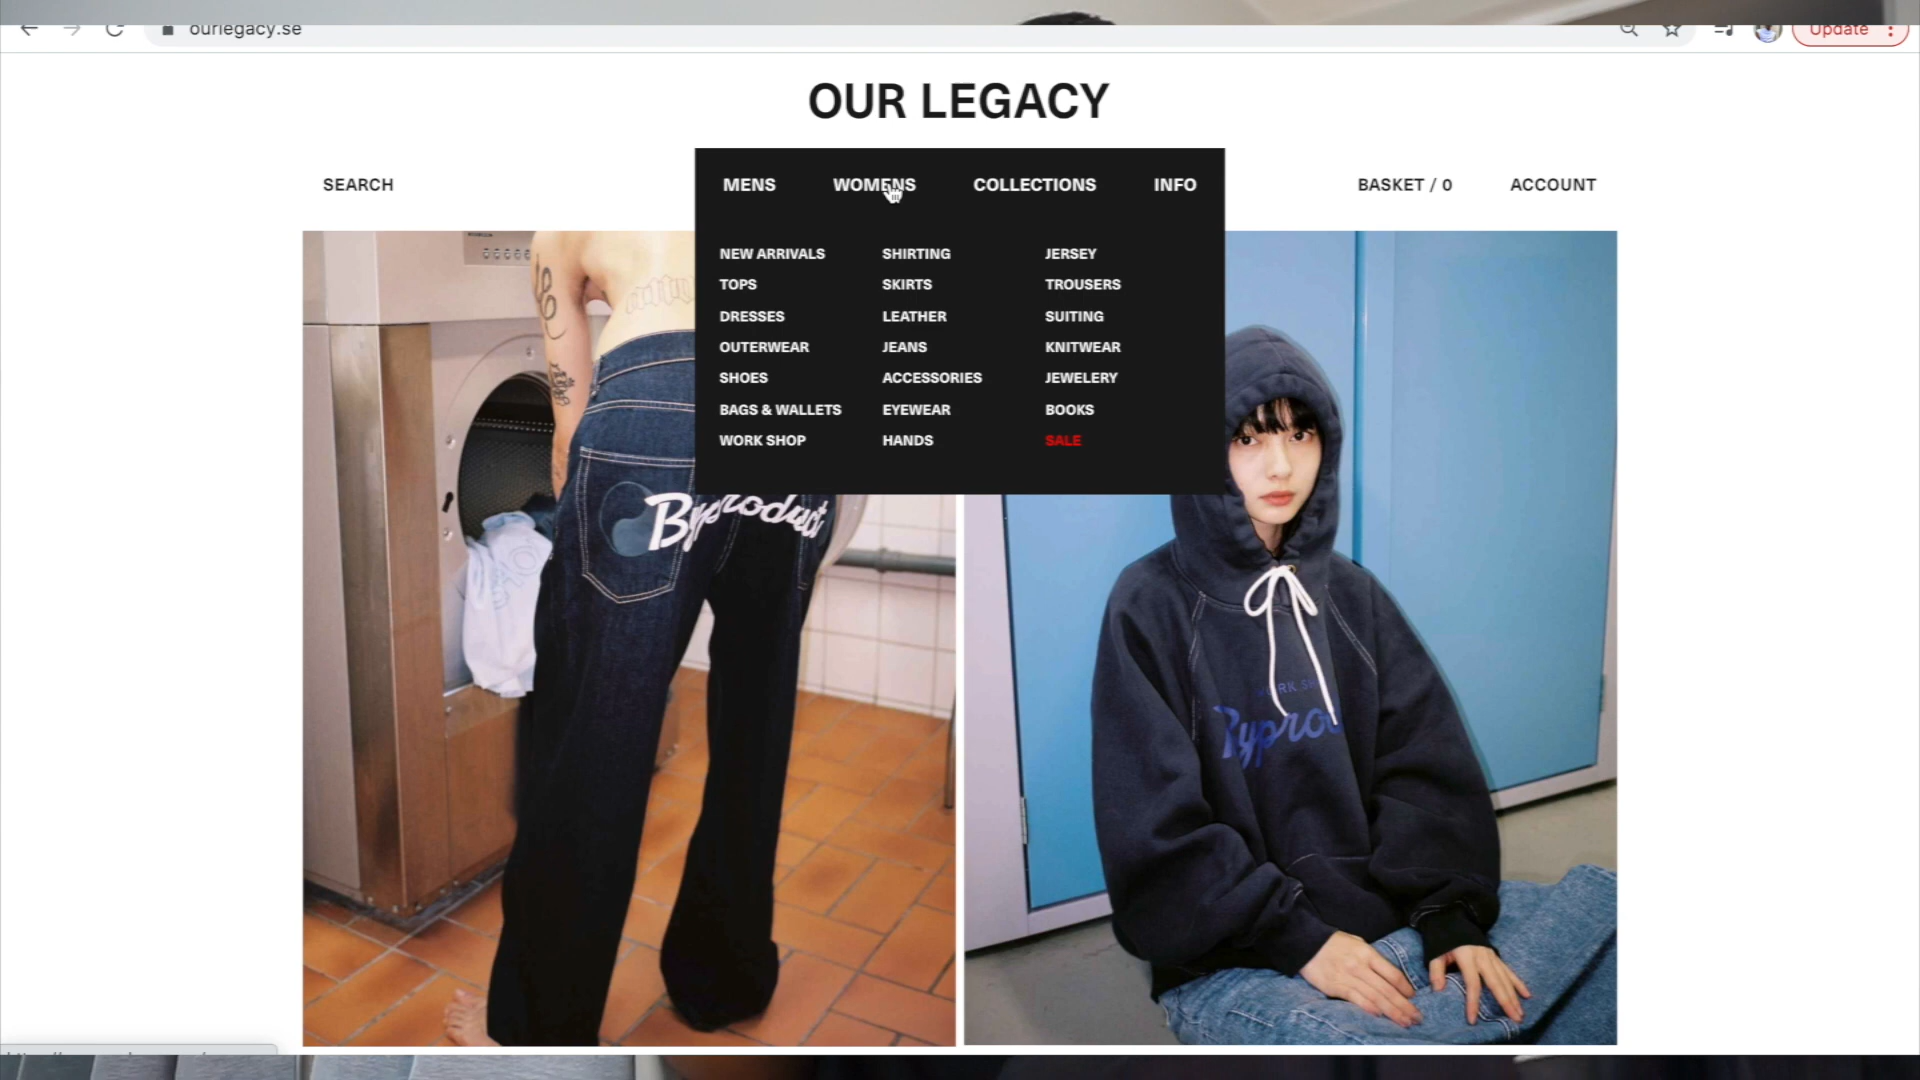 ourlegacy.se
Update
OUR LEGACY
SEARCH
MENS WOMENS COLLECTIONS INFO
BASKET / 0 ACCOUNT
NEW ARRIVALS SHIRTING JERSEY
TOPS SKIRTS TROUSERS
DRESSES LEATHER SUITING
OUTERWEAR JEANS KNITWEAR
SHOES ACCESSORIES JEWELERY
BAGS & WALLETS EYEWEAR BOOKS
WORK SHOP HANDS SALE
Byproduct